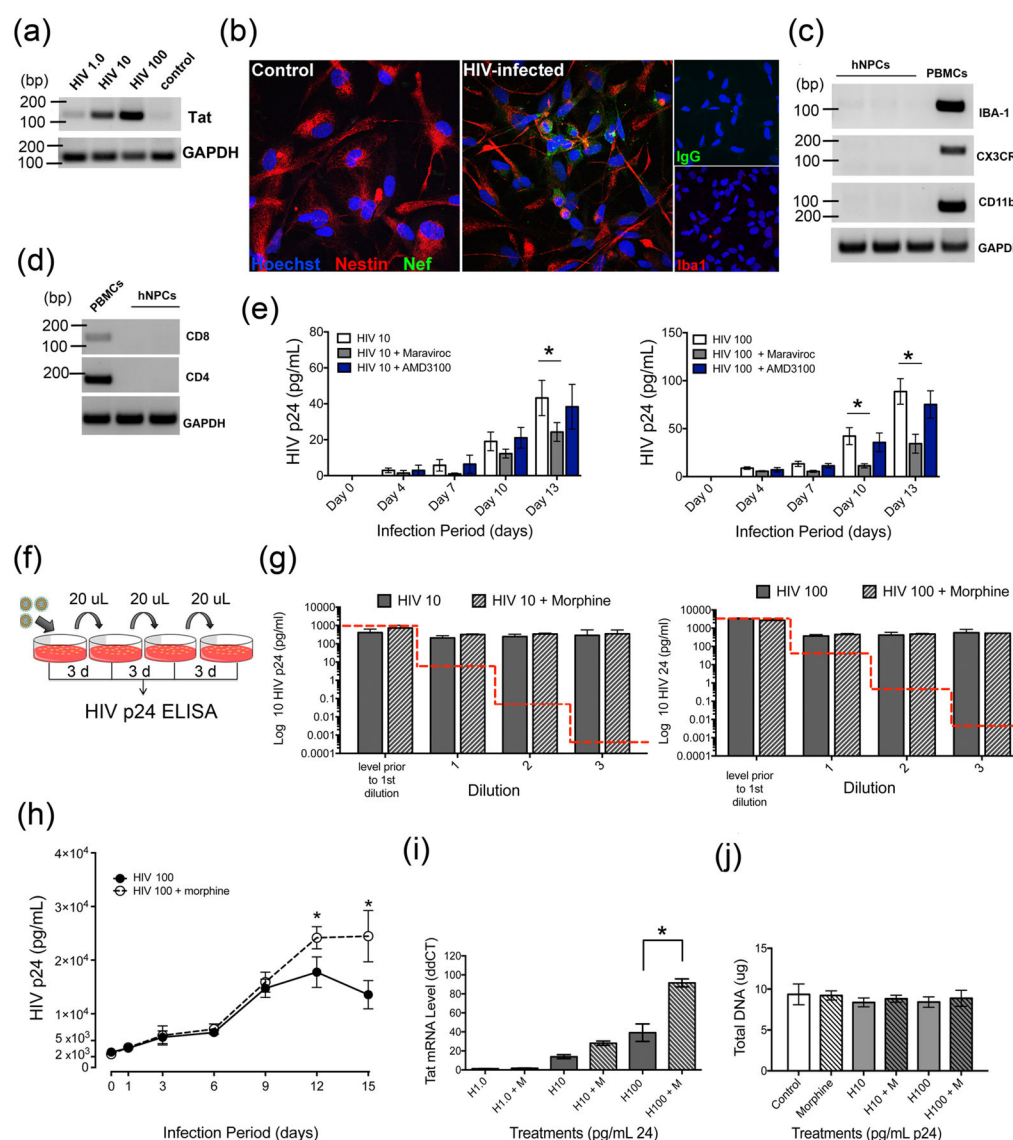 (a)
HIV 1.0
HIV 10
HIV 100
control
(bp)
200
100
Tat
200
100
GAPDH
(b)
Control
Hoechst
Nestin
Nef
HIV-infected
IgG
Iba1
(c)
hNPCs
PBMCs
(bp)
100
IBA-1
200
100
CX3CR
100
200
CD11b
GAPD
(d)
(bp)
PBMCs
hNPCs
200
100
CD8
200
CD4
GAPDH
(e)
HIV p24 (pg/mL)
80
60
40
20
0
HIV 10
HIV 10 + Maraviroc
HIV 10 + AMD3100
*
Day 0
Day 4
Day 7
Day 10
Day 13
Infection Period (days)
HIV p24 (pg/mL)
150
100
50
0
HIV 100
HIV 100 + Maraviroc
HIV 100 + AMD3100
*
*
Day 0
Day 4
Day 7
Day 10
Day 13
Infection Period (days)
(f)
20 uL
20 uL
20 uL
3 d
3 d
3 d
HIV p24 ELISA
(g)
HIV 10
HIV 10 + Morphine
Log 10 HIV p24 (pg/ml)
10000
1000
100
10
1
0.1
0.01
0.001
0.0001
level prior
to 1st
dilution
1
2
3
Dilution
HIV 100
HIV 100 + Morphine
Log 10 HIV 24 (pg/ml)
10000
1000
100
10
1
0.1
0.01
0.001
0.0001
level prior
to 1st
dilution
1
2
3
Dilution
(h)
HIV p24 (pg/mL)
4×10⁴
3×10⁴
2×10⁴
1×10⁴
5×10³
2×10³
HIV 100
HIV 100 + morphine
*
*
0
1
3
6
9
12
15
Infection Period (days)
(i)
Tat mRNA Level (ddCT)
120
100
80
60
40
20
0
*
H1.0
H1.0 + M
H10
H10 + M
H100
H100 + M
Treatments (pg/mL 24)
(j)
Total DNA (ug)
15
10
5
0
Control
Morphine
H10
H10 + M
H100
H100 + M
Treatments (pg/mL p24)